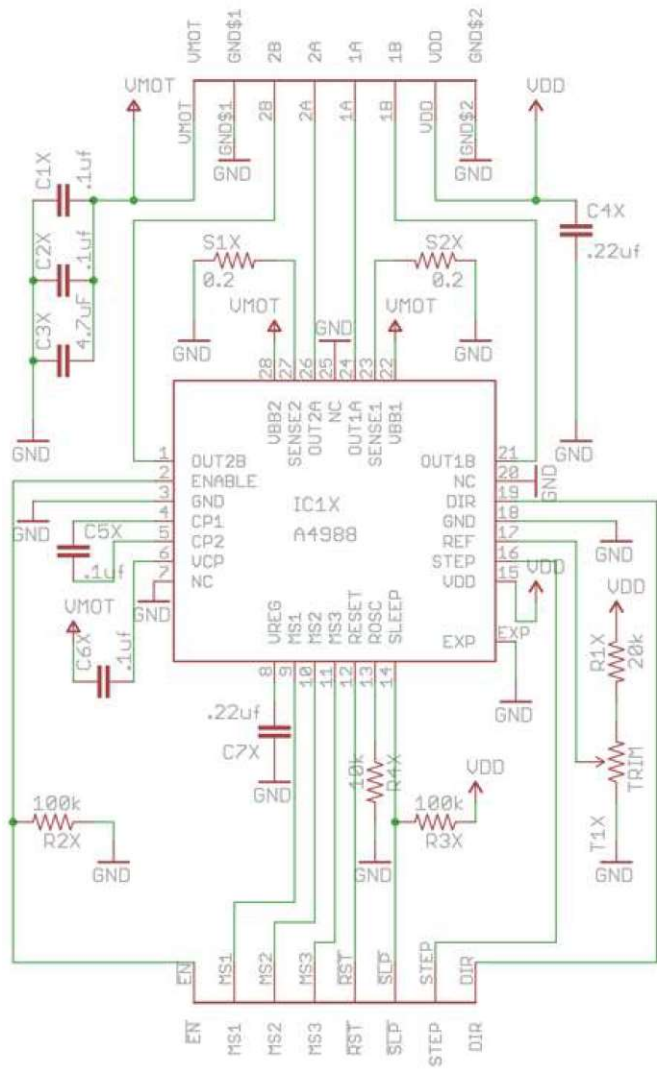 VMOT
GND$1
2B
2A
1A
1B
VDD
GND$2
VMOT
VDD
VMOT
GND$1
2B
2A
1A
1B
VDD
GND$2
GND
GND
C1X
.1uf
C2X
.1uf
C3X
4.7uF
C4X
.22uf
S1X
0.2
S2X
0.2
VMOT
VMOT
GND
GND
GND
GND
GND
28
27
26
25
24
23
22
VBB2
SENSE2
OUT2A
NC
OUT1A
SENSE1
VBB1
1
OUT2B
2
ENABLE
3
GND
4
CP1
5
CP2
6
VCP
7
NC
IC1X
A4988
21
OUT1B
20
NC
19
DIR
18
GND
17
REF
16
STEP
15
VDD
EXP
EXP
GND
GND
C5X
.1uf
GND
VMOT
C6X
.1uf
GND
VDD
VDD
R1X
20k
GND
VREG
MS1
MS2
MS3
RESET
ROSC
SLEEP
8
9
10
11
12
13
14
.22uf
C7X
GND
10k
R4X
GND
VDD
100k
R3X
TRIM
T1X
GND
100k
R2X
GND
EN
MS1
MS2
MS3
RST
SLP
STEP
DIR
EN
MS1
MS2
MS3
RST
SLP
STEP
DIR